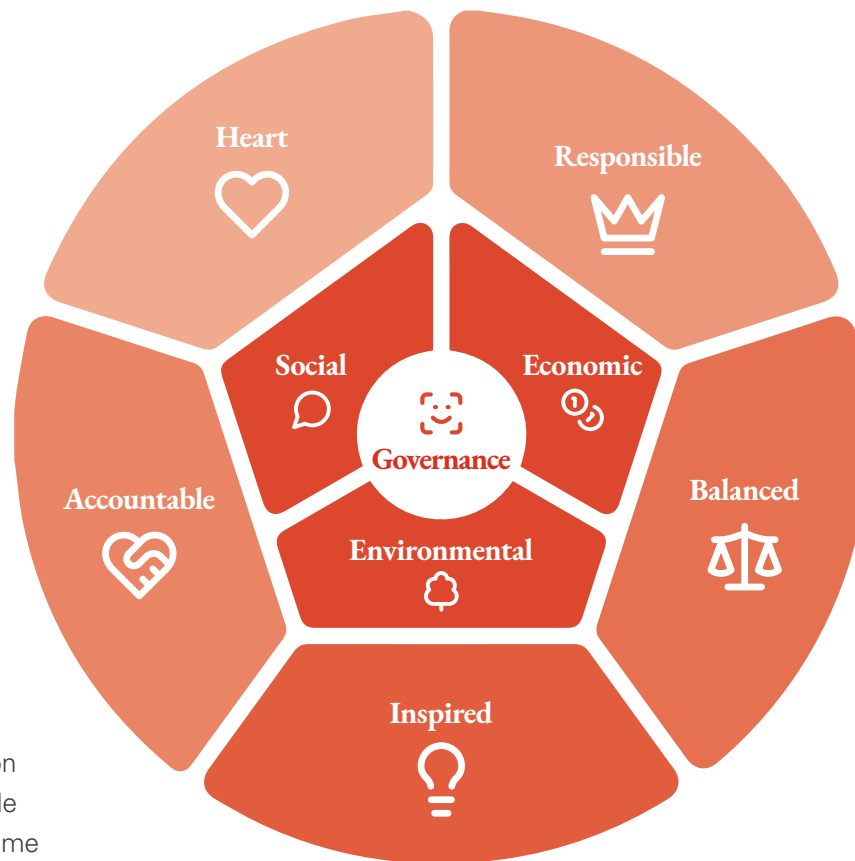 Heart
Responsible
Social
Economic
Governance
Accountable
Balanced
Environmental
Inspired